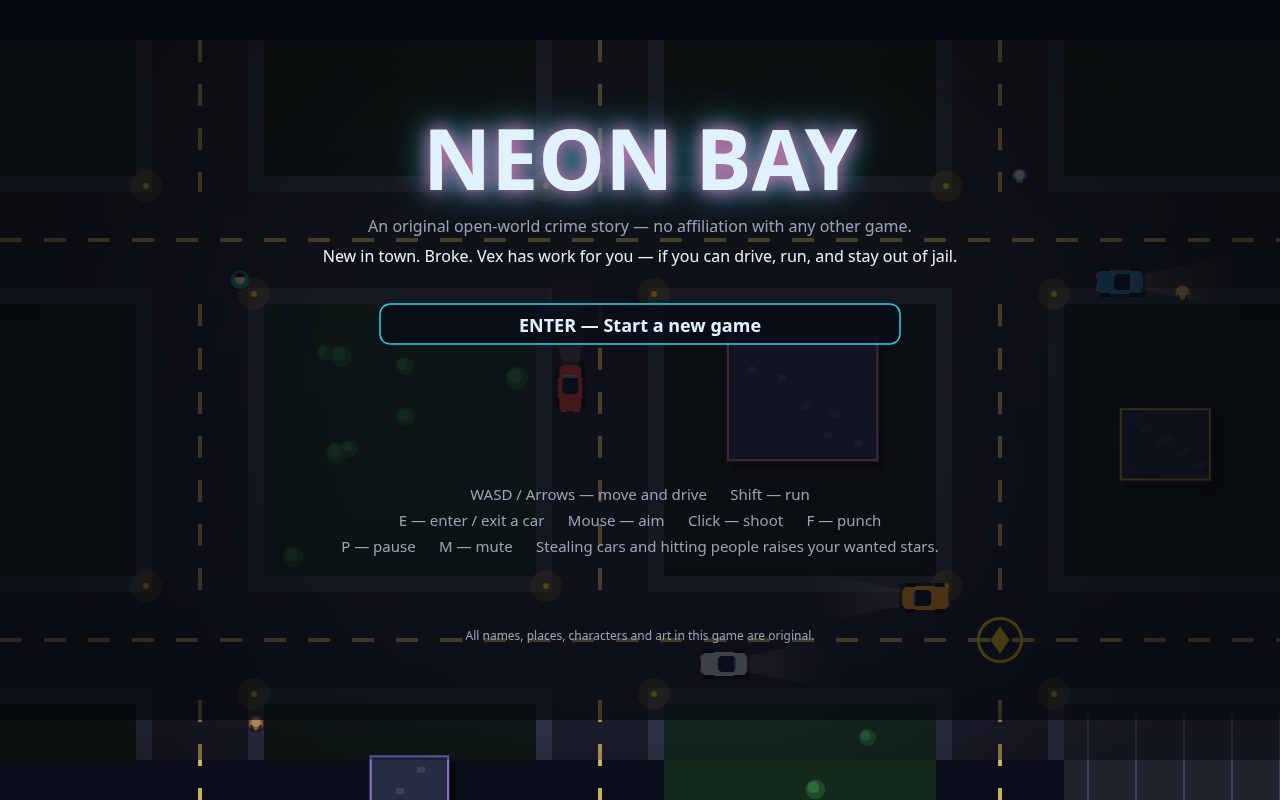 NEON BAY
An original open-world crime story — no affiliation with any other game.
New in town. Broke. Vex has work for you — if you can drive, run, and stay out of jail.
ENTER — Start a new game
WASD / Arrows — move and drive Shift — run
E — enter / exit a car Mouse — aim Click — shoot F — punch
P — pause M — mute Stealing cars and hitting people raises your wanted stars.
All names, places, characters and art in this game are original.